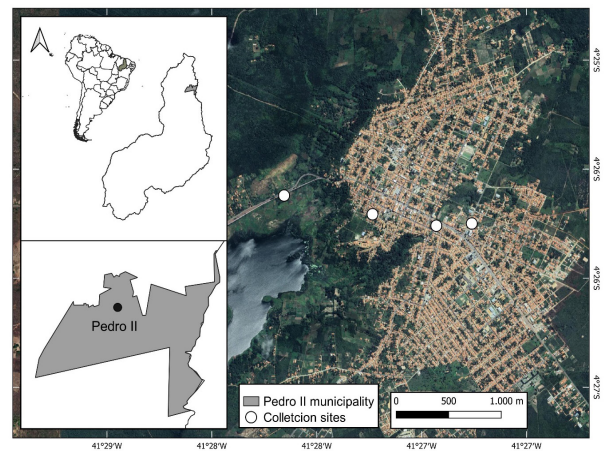 4°25'S
4°26'S
4°26'S
4°27'S
Pedro II
Pedro II municipality
Colletcion sites
0 500 1.000 m
41°29'W 41°28'W 41°28'W 41°27'W 41°27'W